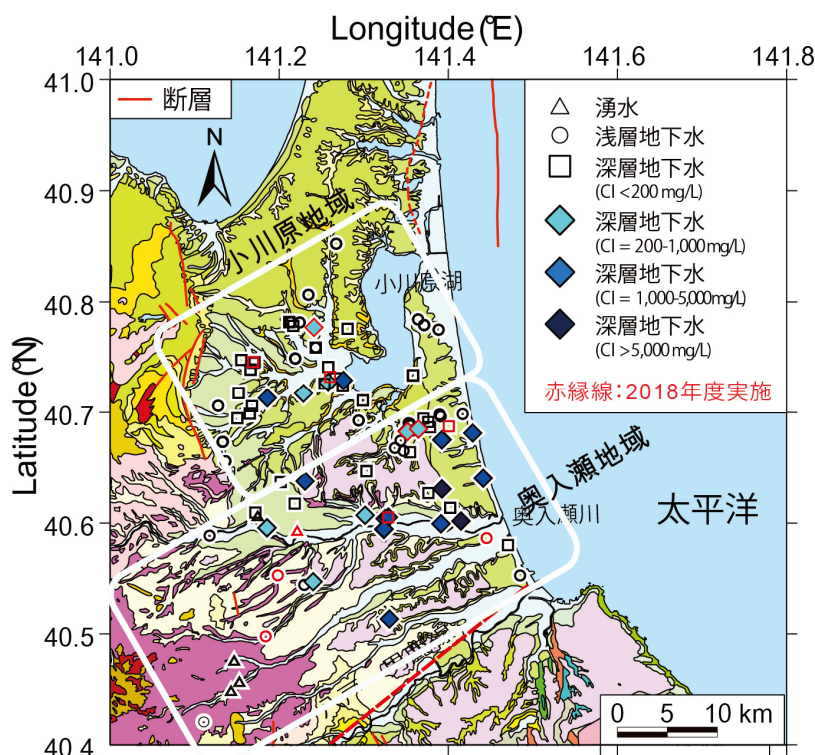 Longitude (°E)
141.0 141.2 141.4 141.6 141.8
41.0
40.9
40.8
40.7
40.6
40.5
40.4
Latitude (°N)
断層
N
湧水
浅層地下水
深層地下水
(Cl <200 mg/L)
深層地下水
(Cl = 200-1,000mg/L)
深層地下水
(Cl = 1,000-5,000mg/L)
深層地下水
(Cl >5,000 mg/L)
赤縁線：2018年度実施
小川原地域
小川原湖
奥入瀬地域
奥入瀬川
太平洋
0 5 10 km